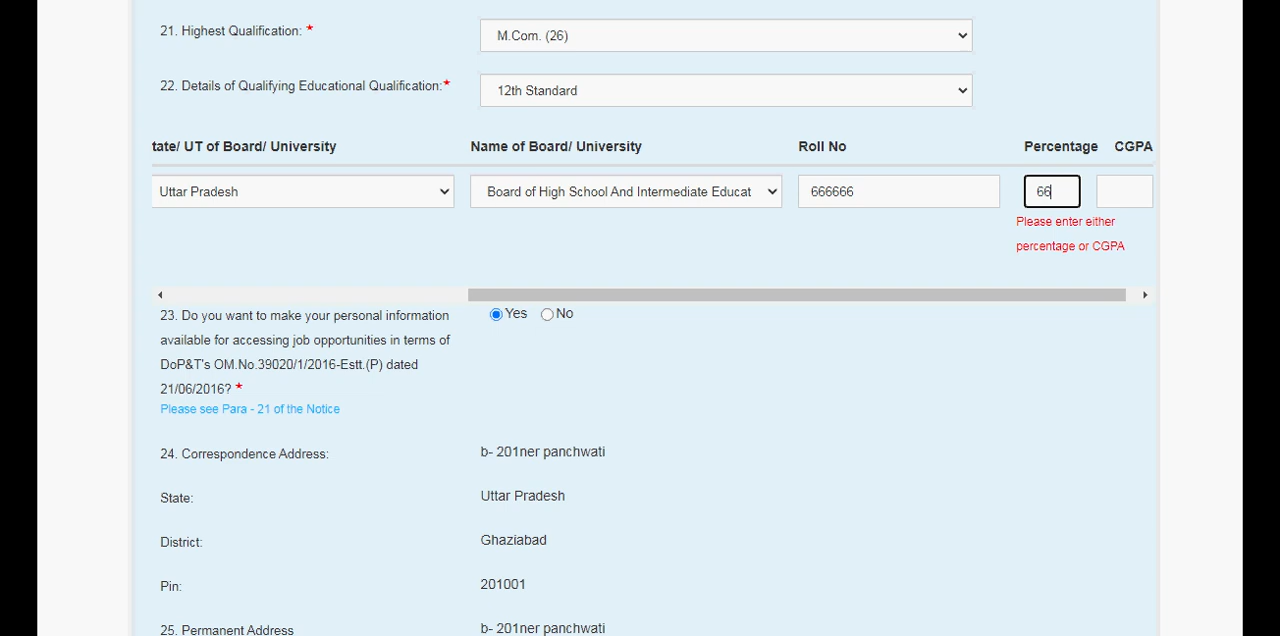 21. Highest Qualification: *
M.Com. (26)
22. Details of Qualifying Educational Qualification:*
12th Standard
tate/ UT of Board/ University Name of Board/ University Roll No Percentage CGPA
Uttar Pradesh Board of High School And Intermediate Educat 666666 66
Please enter either
percentage or CGPA
23. Do you want to make your personal information
available for accessing job opportunities in terms of
DoP&T's OM.No.39020/1/2016-Estt.(P) dated
21/06/2016? *
Yes No
Please see Para - 21 of the Notice
24. Correspondence Address:
b- 201ner panchwati
State:
Uttar Pradesh
District:
Ghaziabad
Pin:
201001
25. Permanent Address
b- 201ner panchwati